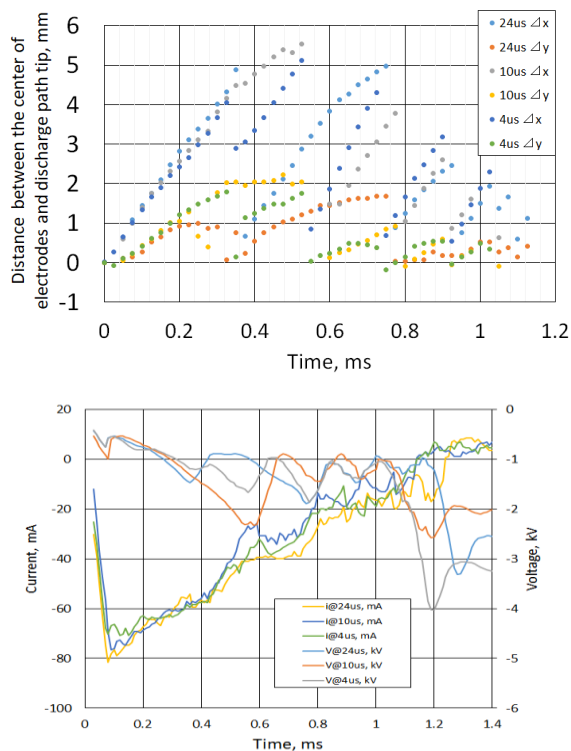 Distance between the center of
electrodes and discharge path tip, mm
6
5
4
3
2
1
0
-1
0
0.2
0.4
0.6
0.8
1
1.2
Time, ms
24us ⊿x
24us ⊿y
10us ⊿x
10us ⊿y
4us ⊿x
4us ⊿y
Current, mA
20
0
-20
-40
-60
-80
-100
0
0.2
0.4
0.6
0.8
1
1.2
1.4
Time, ms
0
-1
-2
-3
-4
-5
-6
Voltage, kV
I@24us, mA
I@10us, mA
I@4us, mA
V@24us, kV
V@10us, kV
V@4us, kV